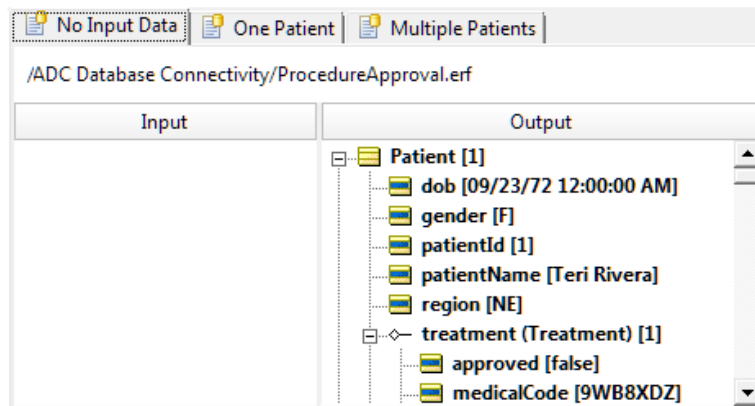 No Input Data One Patient Multiple Patients
/ADC Database Connectivity/ProcedureApproval.erf
Input Output
Patient [1]
dob [09/23/72 12:00:00 AM]
gender [F]
patientId [1]
patientName [Teri Rivera]
region [NE]
treatment (Treatment) [1]
approved [false]
medicalCode [9WB8XDZ]